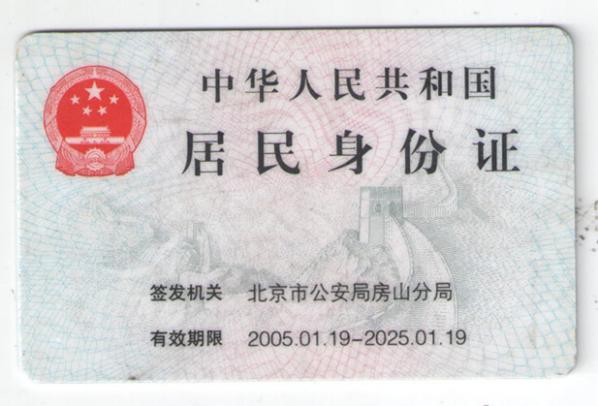 中华人民共和国
居民身份证
签发机关 北京市公安局房山分局
有效期限 2005.01.19-2025.01.19